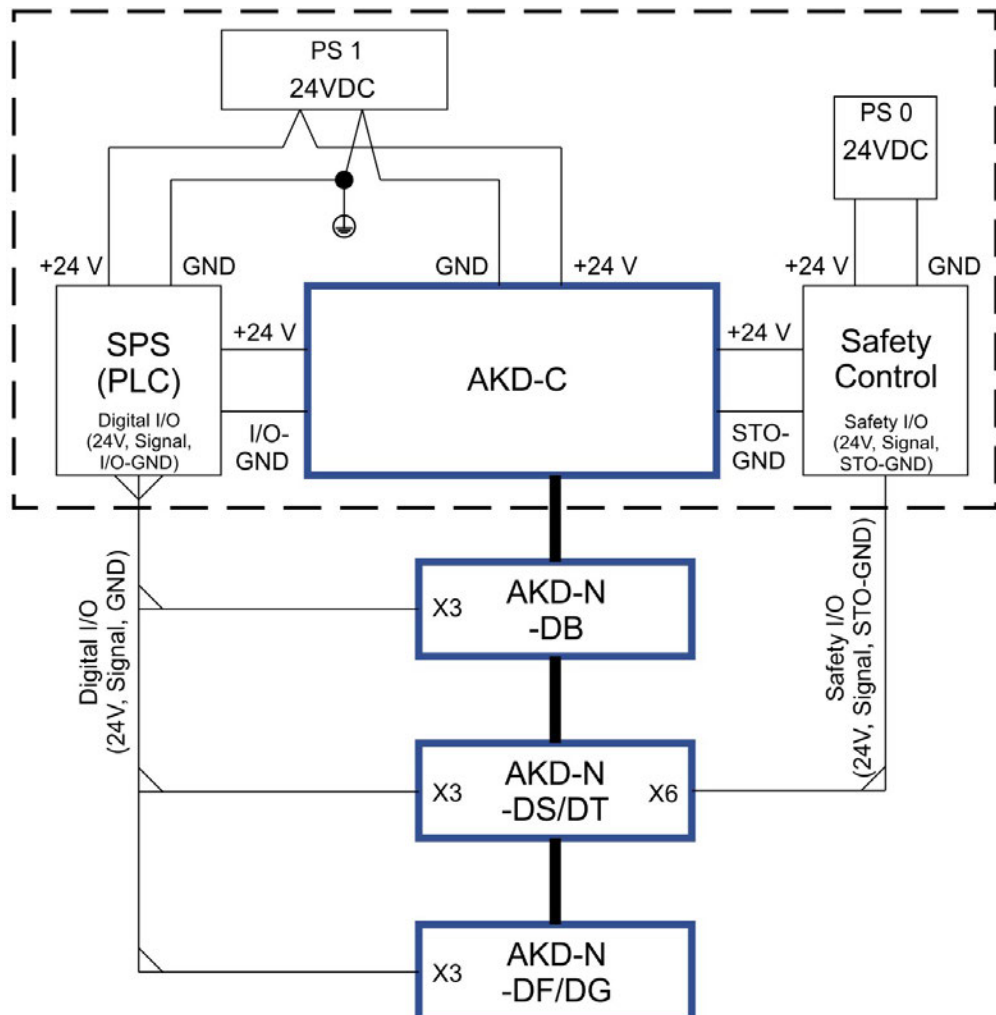 PS 1
24VDC
PS 0
24VDC
+24 V
GND
GND
+24 V
+24 V
GND
SPS
(PLC)
Digital I/O
(24V, Signal,
I/O-GND)
+24 V
I/O-
GND
AKD-C
+24 V
STO-
GND
Safety
Control
Safety I/O
(24V, Signal,
STO-GND)
Digital I/O
(24V, Signal, GND)
Safety I/O
(24V, Signal, STO-GND)
X3
AKD-N
-DB
X3
AKD-N
-DS/DT
X6
X3
AKD-N
-DF/DG